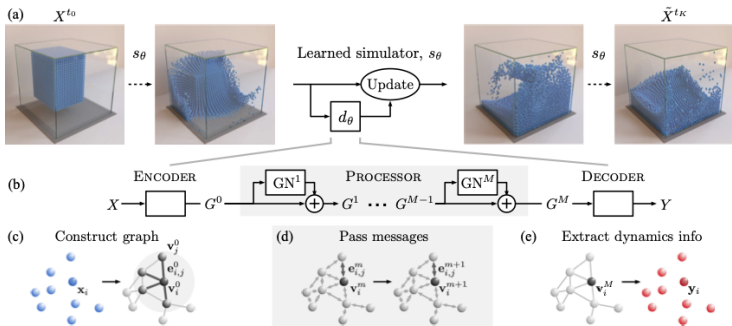 (a)
X^{t_0}
s_θ
Learned simulator, s_θ
Update
d_θ
s_θ
X̃^{t_K}
(b)
ENCODER
PROCESSOR
DECODER
X
G^0
GN^1
+
G^1
···
G^{M−1}
GN^M
+
G^M
Y
(c)
Construct graph
x_i
v_j^0
e_{i,j}^0
v_i^0
(d)
Pass messages
e_{i,j}^m
v_i^m
e_{i,j}^{m+1}
v_i^{m+1}
(e)
Extract dynamics info
v_i^M
y_i